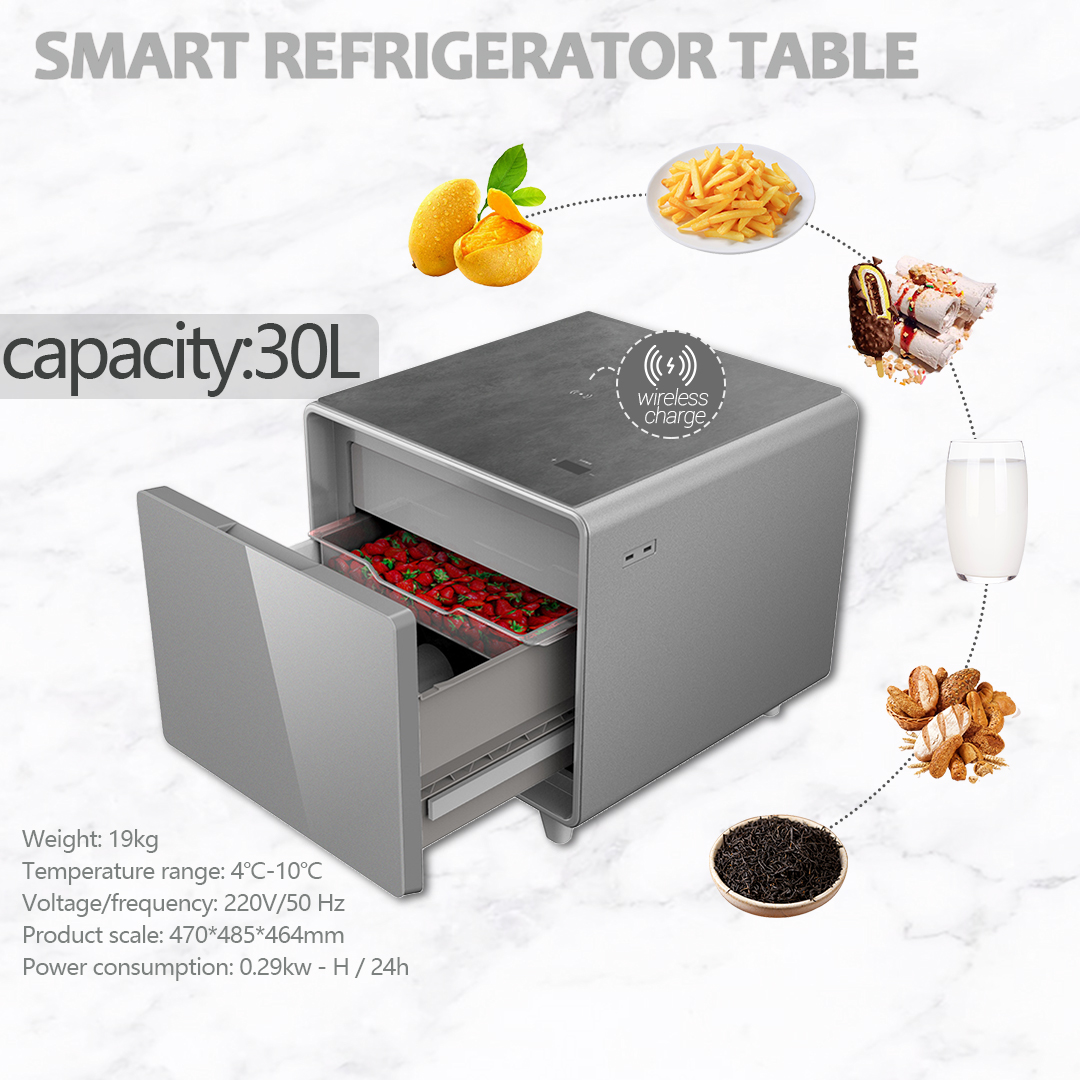 SMART REFRIGERATOR TABLE
capacity:30L
wireless
charge
Weight: 19kg
Temperature range: 4℃-10℃
Voltage/frequency: 220V/50 Hz
Product scale: 470*485*464mm
Power consumption: 0.29kw - H / 24h